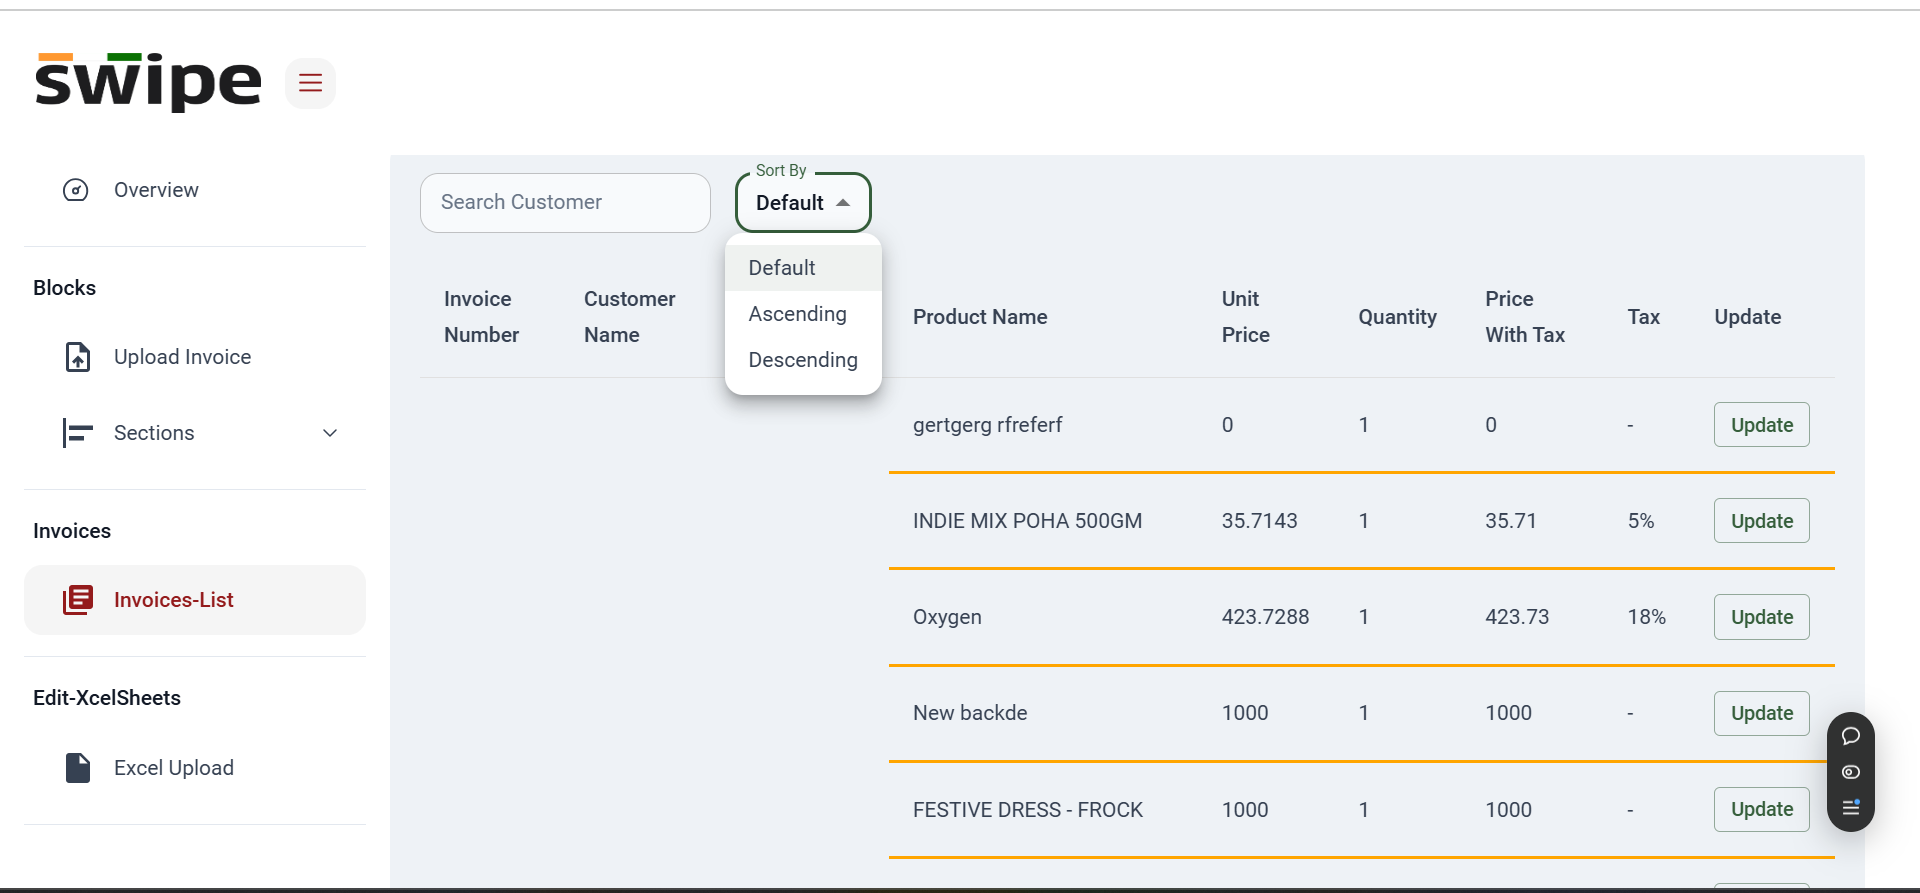 swipe
Overview
Blocks
Upload Invoice
Sections
Invoices
Invoices-List
Edit-XcelSheets
Excel Upload
Search Customer
Sort By
Default
Default
Ascending
Descending
Invoice Number
Customer Name
Product Name
Unit Price
Quantity
Price With Tax
Tax
Update
gertgerg rfreferf 0 1 0 - Update
INDIE MIX POHA 500GM 35.7143 1 35.71 5% Update
Oxygen 423.7288 1 423.73 18% Update
New backde 1000 1 1000 - Update
FESTIVE DRESS - FROCK 1000 1 1000 - Update